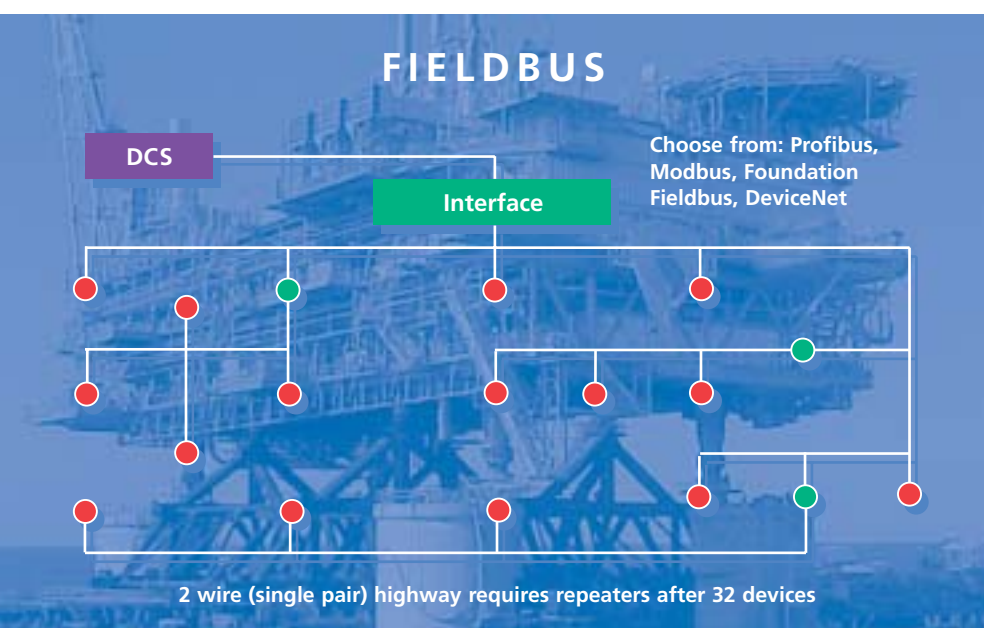 FIELDBUS
DCS
Interface
Choose from: Profibus,
Modbus, Foundation
Fieldbus, DeviceNet
2 wire (single pair) highway requires repeaters after 32 devices